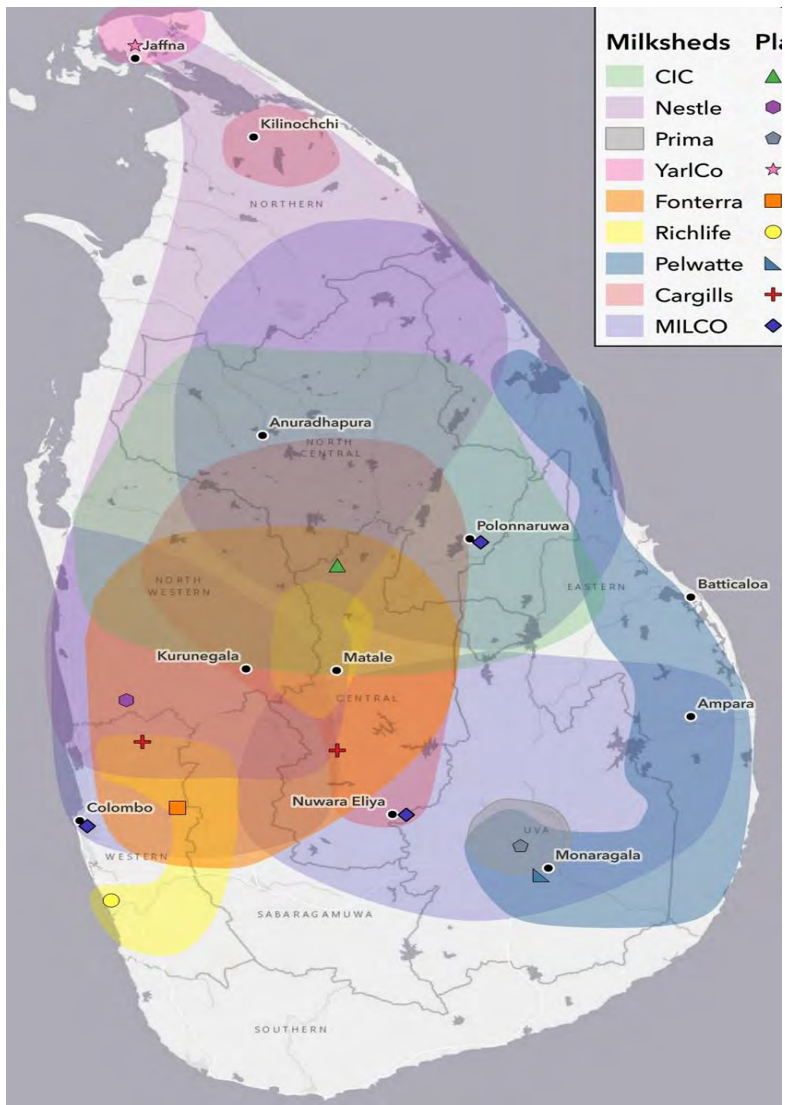 Milksheds Pl
CIC
Nestle
Prima
YarlCo
Fonterra
Richlife
Pelwatte
Cargills
MILCO
Jaffna
Kilinochchi
NORTHERN
Anuradhapura
NORTH
CENTRAL
Polonnaruwa
NORTH
WESTERN
EASTERN
Batticaloa
Kurunegala
Matale
CENTRAL
Ampara
Colombo
Nuwara Eliya
UVA
Monaragala
WESTERN
SABARAGAMUWA
SOUTHERN